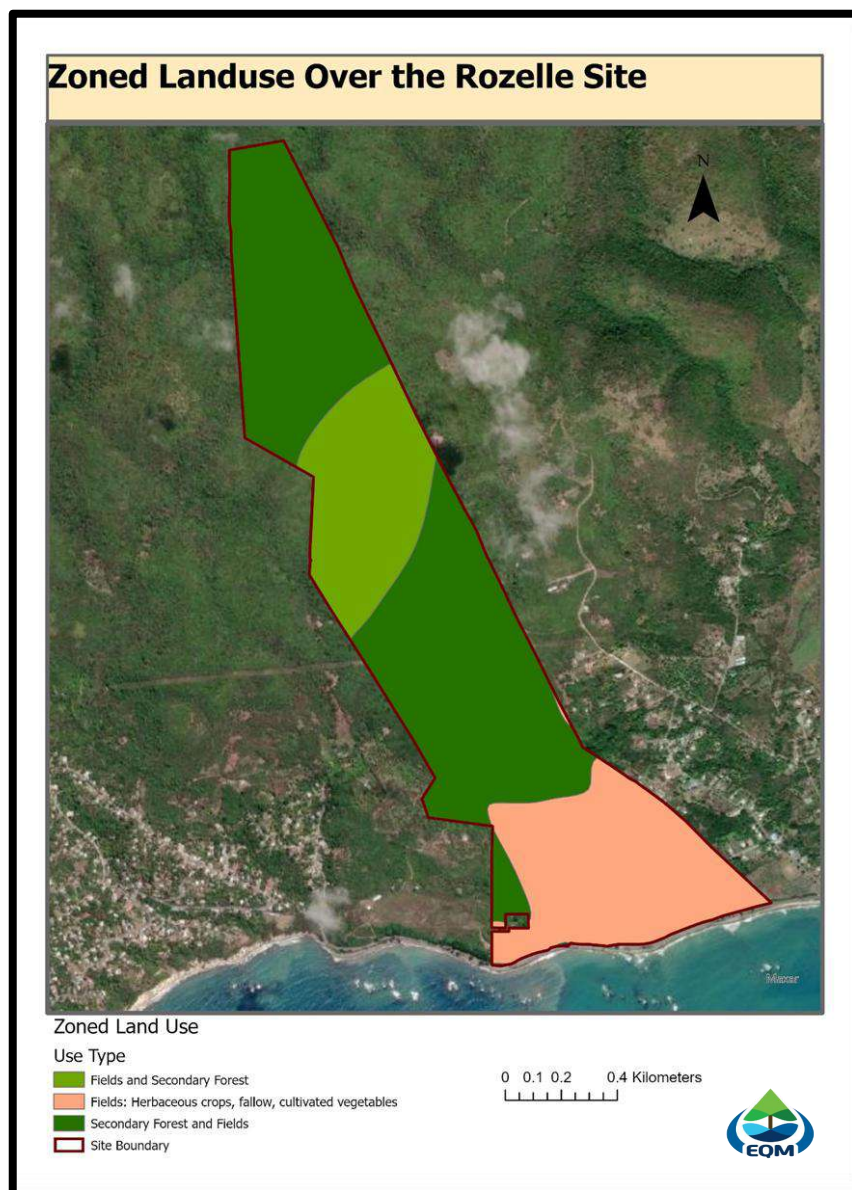 Zoned Landuse Over the Rozelle Site
N
Maxar
Zoned Land Use
Use Type
Fields and Secondary Forest
Fields: Herbaceous crops, fallow, cultivated vegetables
Secondary Forest and Fields
Site Boundary
0 0.1 0.2 0.4 Kilometers
EQM